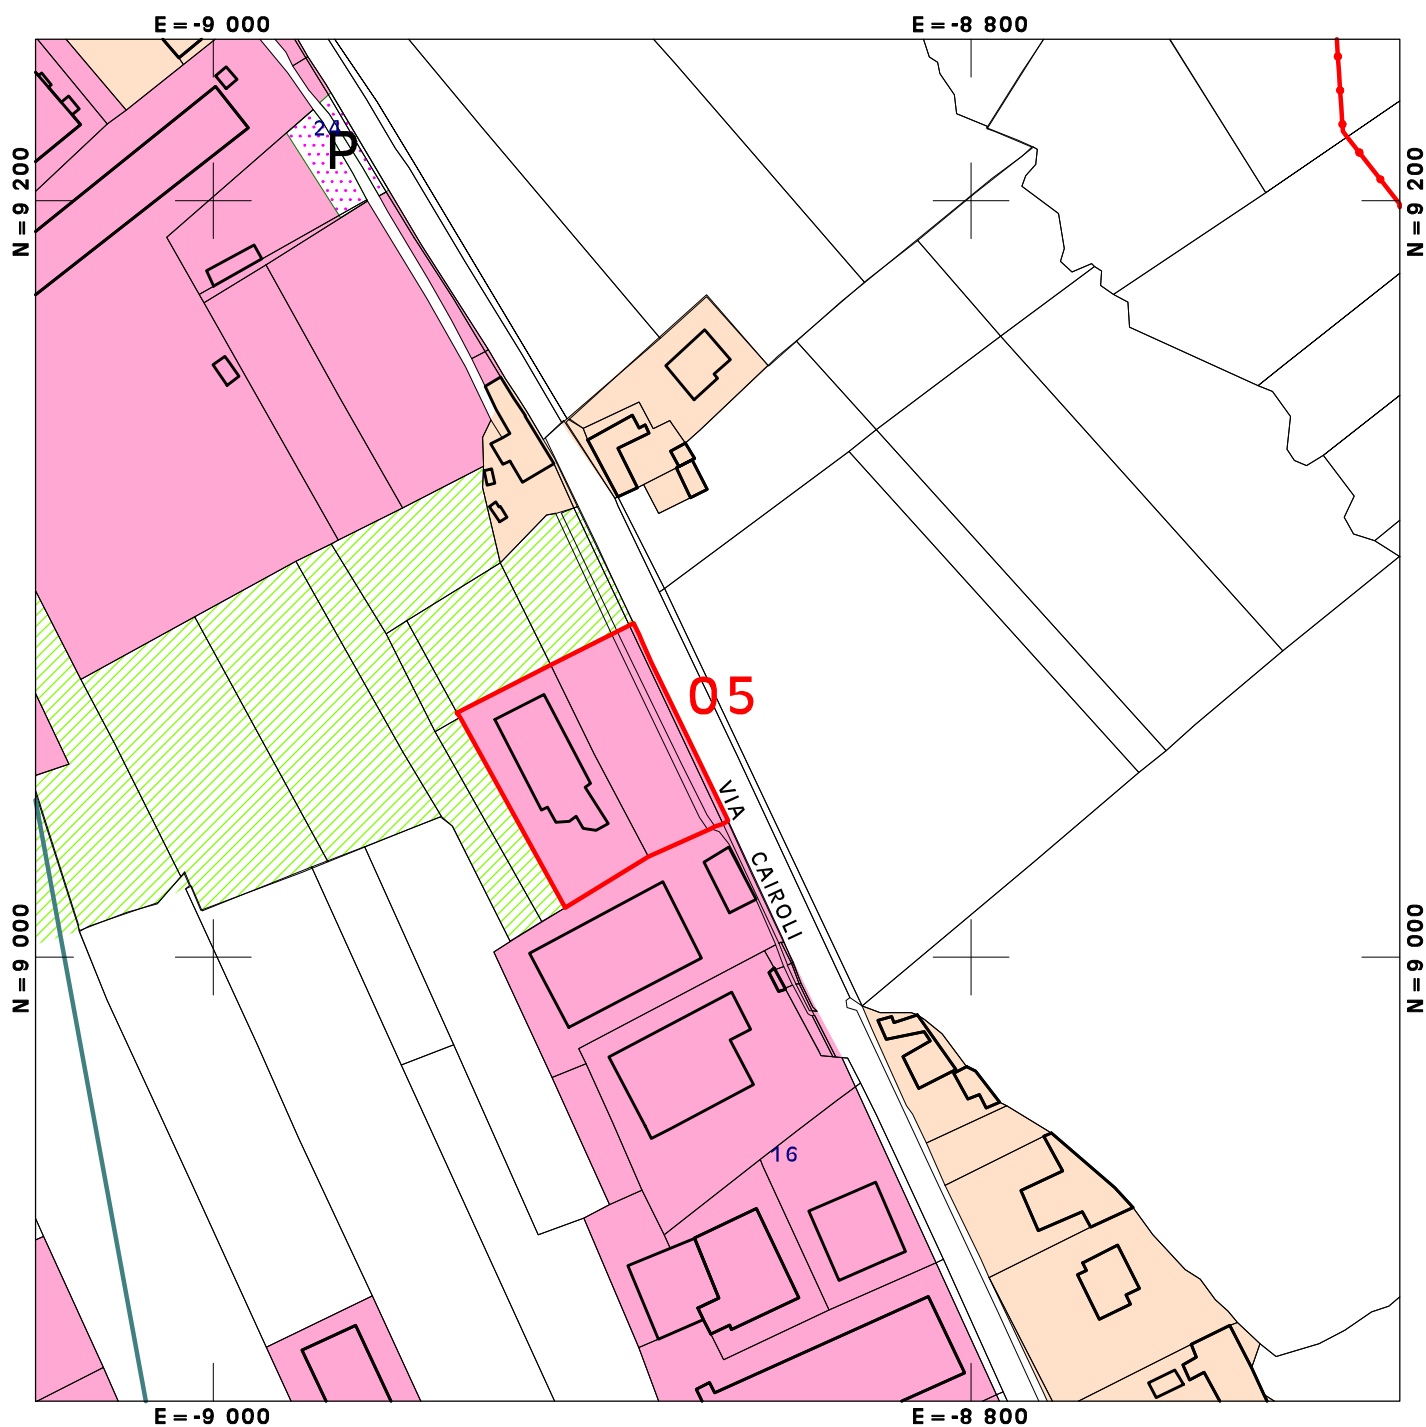 E = -9 000
E = -8 800
N = 9 200
N = 9 200
24
P
05
VIA
CAIROLI
N = 9 000
N = 9 000
16
E = -9 000
E = -8 800